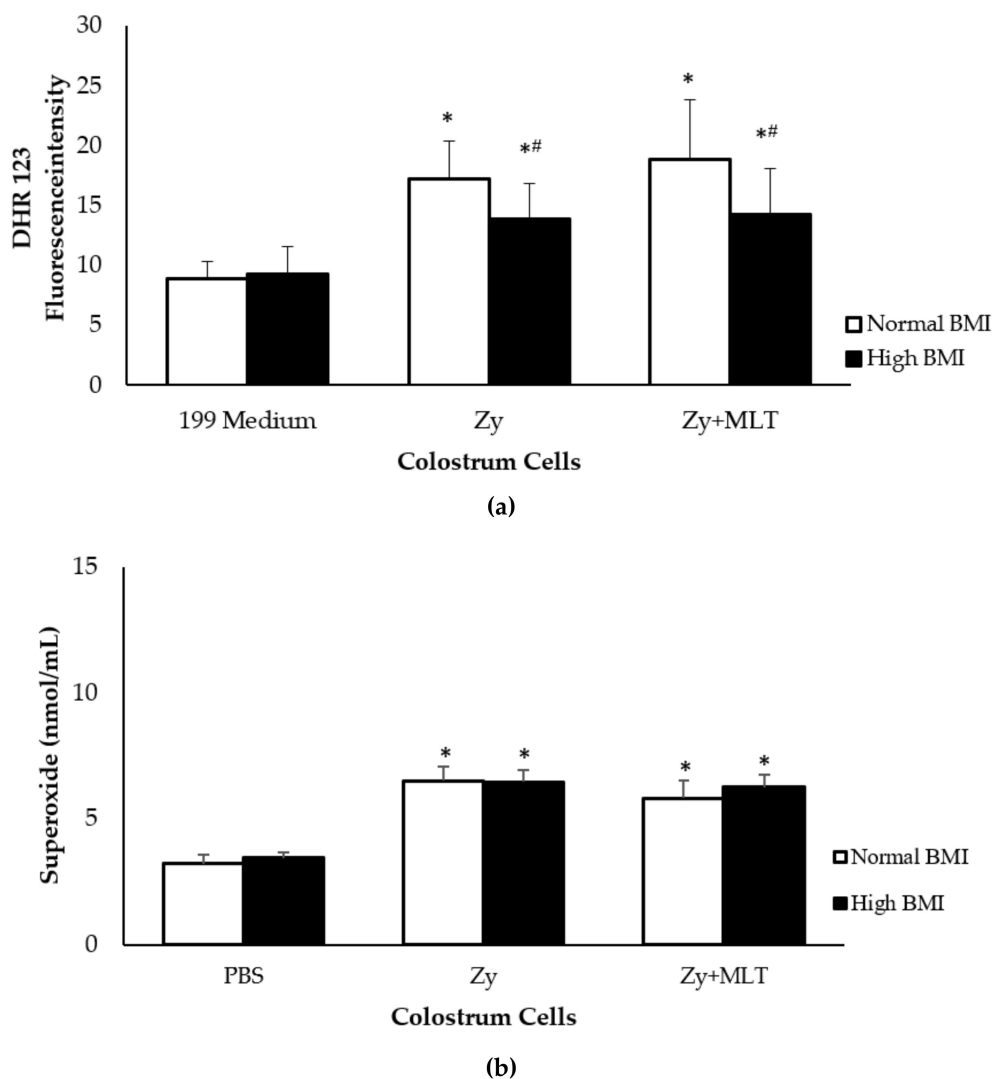 30
25
20
15
10
5
0
DHR 123
Fluorescenceintensity
*
*#
*
*#
Normal BMI
High BMI
199 Medium Zy Zy+MLT
Colostrum Cells
(a)
15
10
5
0
Superoxide (nmol/mL)
*
*
*
*
Normal BMI
High BMI
PBS Zy Zy+MLT
Colostrum Cells
(b)